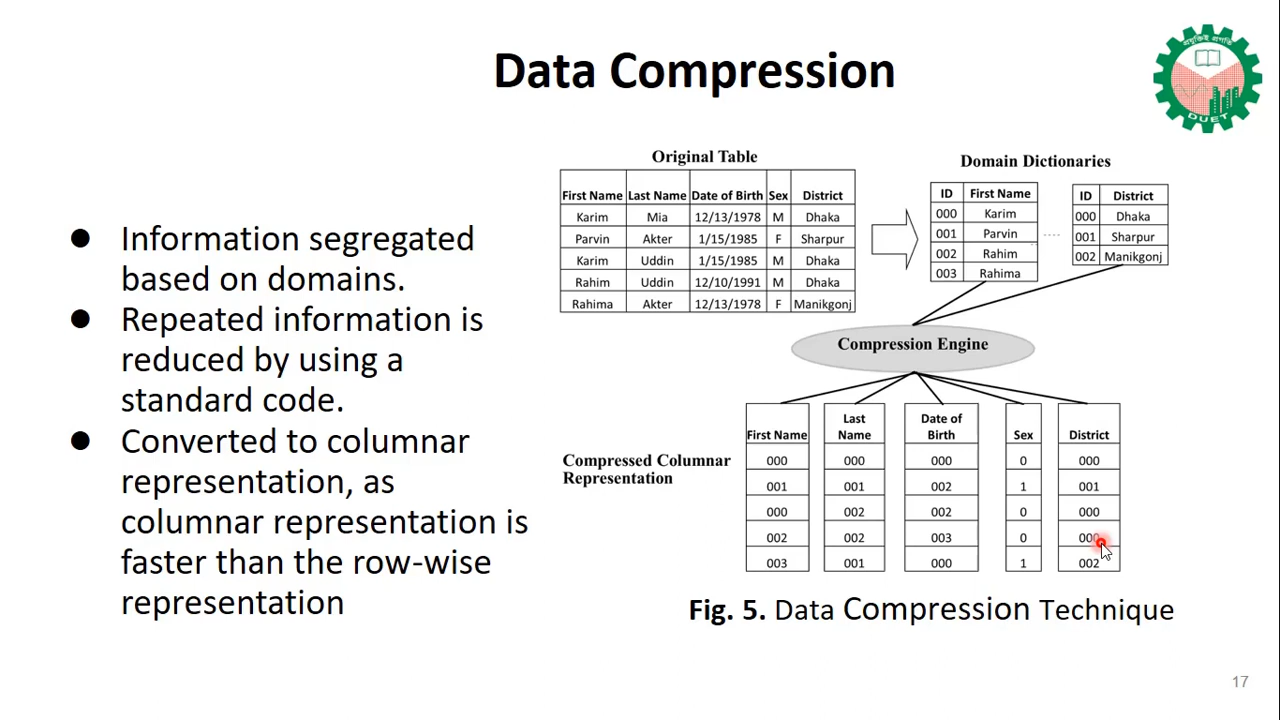 Data Compression
DUET
● Information segregated
based on domains.
● Repeated information is
reduced by using a
standard code.
● Converted to columnar
representation, as
columnar representation is
faster than the row-wise
representation
Original Table
First Name Last Name Date of Birth Sex District
Karim Mia 12/13/1978 M Dhaka
Parvin Akter 1/15/1985 F Sharpur
Karim Uddin 1/15/1985 M Dhaka
Rahim Uddin 12/10/1991 M Dhaka
Rahima Akter 12/13/1978 F Manikgonj
Domain Dictionaries
ID First Name
000 Karim
001 Parvin
002 Rahim
003 Rahima
ID District
000 Dhaka
001 Sharpur
002 Manikgonj
Compression Engine
Compressed Columnar
Representation
First Name
000
001
000
002
003
Last
Name
000
001
002
002
001
Date of
Birth
000
002
002
003
000
Sex
0
1
0
0
1
District
000
001
000
000
002
Fig. 5. Data Compression Technique
17